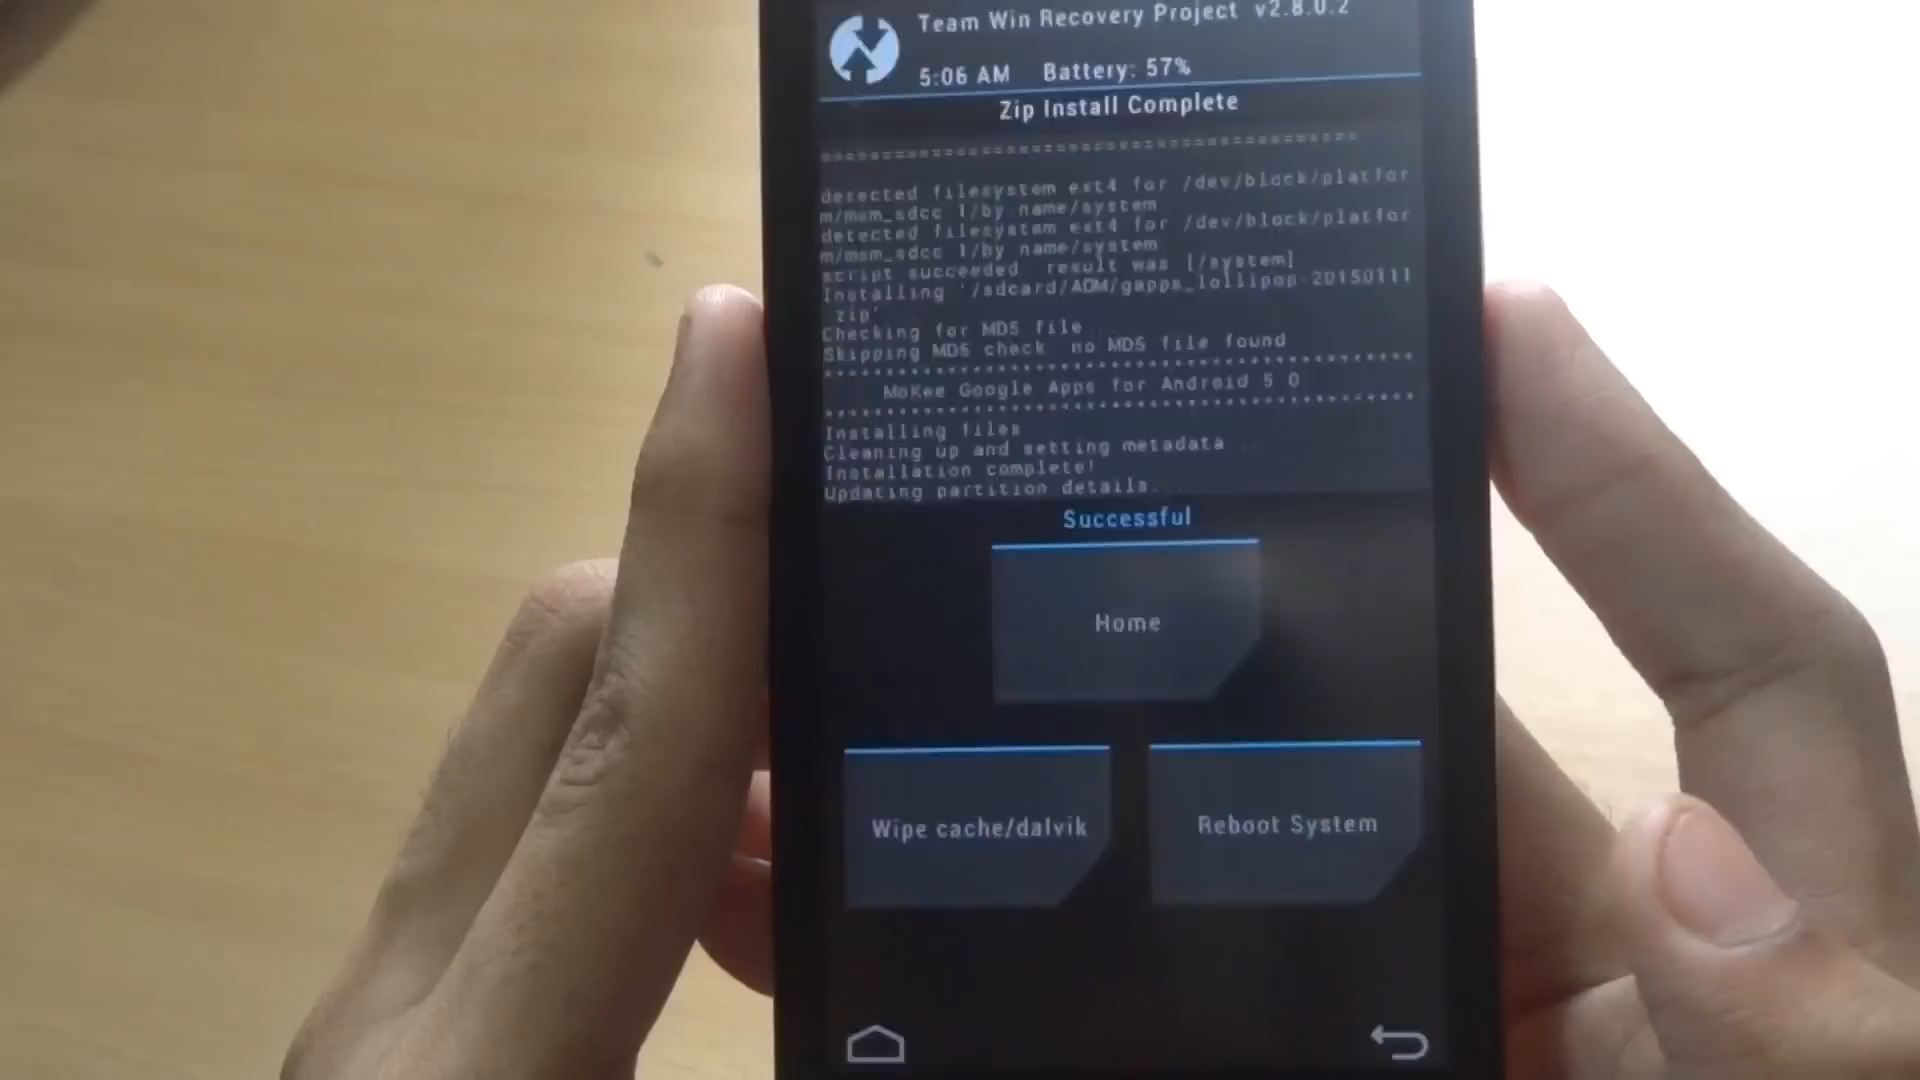 Team Win Recovery Project v2.8.0.2
5:06 AM Battery: 57%
Zip Install Complete
detected filesystem ext4 for /dev/block/platfor
m/msm_sdcc 1/by name/system
detected filesystem ext4 for /dev/block/platfor
m/msm_sdcc 1/by name/system
script succeeded result was [/system]
Installing '/sdcard/ADM/gapps_lollipop-20150111
zip'
Checking for MD5 file
Skipping MD5 check no MD5 file found
MoKee Google Apps for Android 5 0
Installing files
Cleaning up and setting metadata
Installation complete!
Updating partition details...
Successful
Home
Wipe cache/dalvik
Reboot System